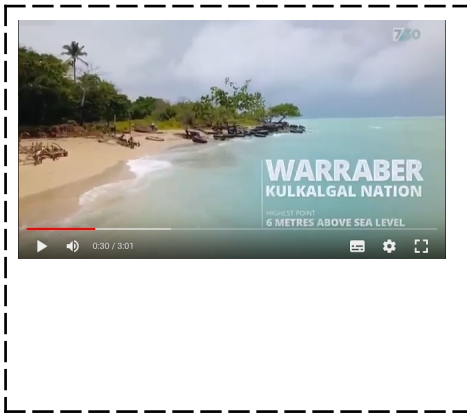 7.30
WARRABER
KULKALGAL NATION
HIGHEST POINT
6 METRES ABOVE SEA LEVEL
0:30 / 3:01